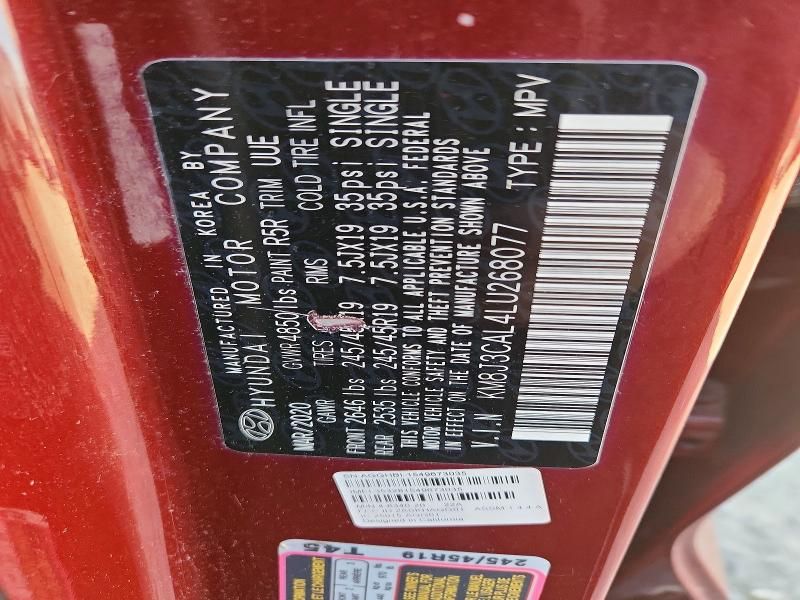 MANUFACTURED IN KOREA BY
HYUNDAI MOTOR COMPANY
MAR/2020 GVWR 4850 lbs PAINT R5R TRIM UUE
GAWR TIRES RIMS COLD TIRE INFL
FRONT 2646 lbs 245/45R19 7.5JX19 35psi SINGLE
REAR 2535 lbs 245/45R19 7.5JX19 35psi SINGLE
THIS VEHICLE CONFORMS TO ALL APPLICABLE U.S.A. FEDERAL
MOTOR VEHICLE SAFETY AND THEFT PREVENTION STANDARDS
IN EFFECT ON THE DATE OF MANUFACTURE SHOWN ABOVE
V.I.N KM8J3CAL4LU268077 TYPE : MPV
Designed in California
T45
245/45R19